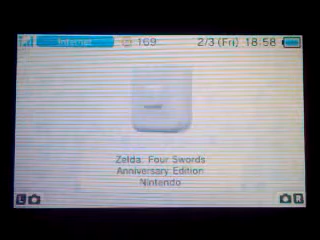 Internet 169 2/3 (Fri) 18:58
Zelda: Four Swords
Anniversary Edition
Nintendo
L R